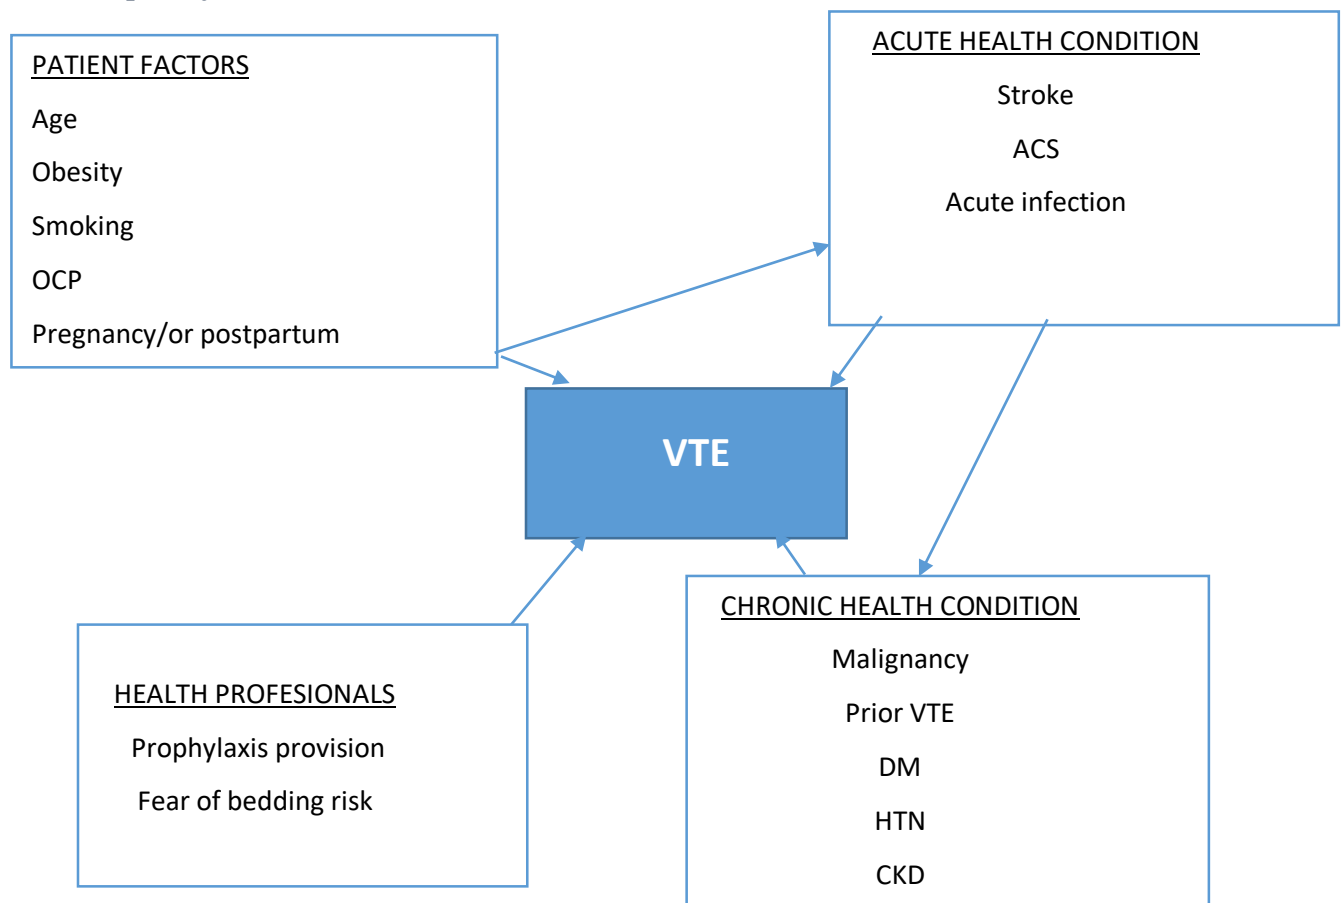 PATIENT FACTORS
Age
Obesity
Smoking
OCP
Pregnancy/or postpartum
ACUTE HEALTH CONDITION
Stroke
ACS
Acute infection
VTE
HEALTH PROFESIONALS
Prophylaxis provision
Fear of bedding risk
CHRONIC HEALTH CONDITION
Malignancy
Prior VTE
DM
HTN
CKD